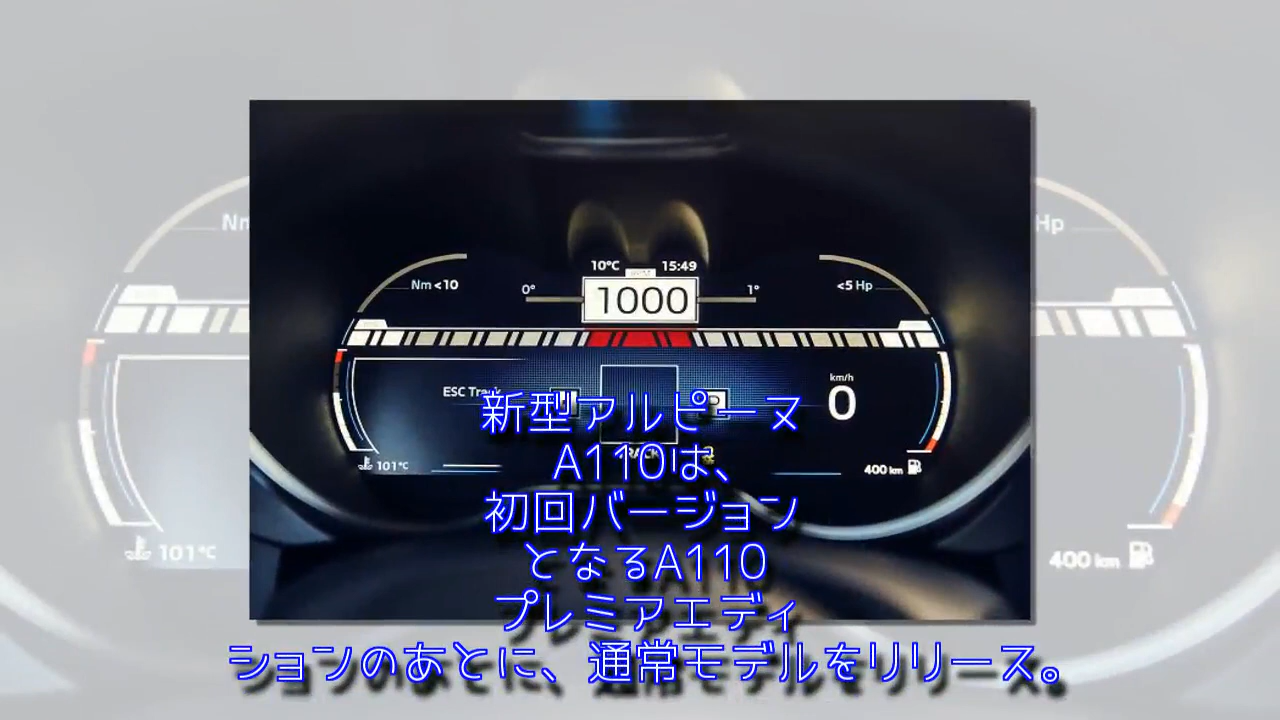 Nm
Hp
10°C
15:49
Nm <10
0°
1000
1°
<5 Hp
km/h
ESC Track
0
新型アルピーヌ
A110は、
101°C
400 km
初回バージョン
となるA110
101°C
400 km
プレミアエディ
ションのあとに、通常モデルをリリース。